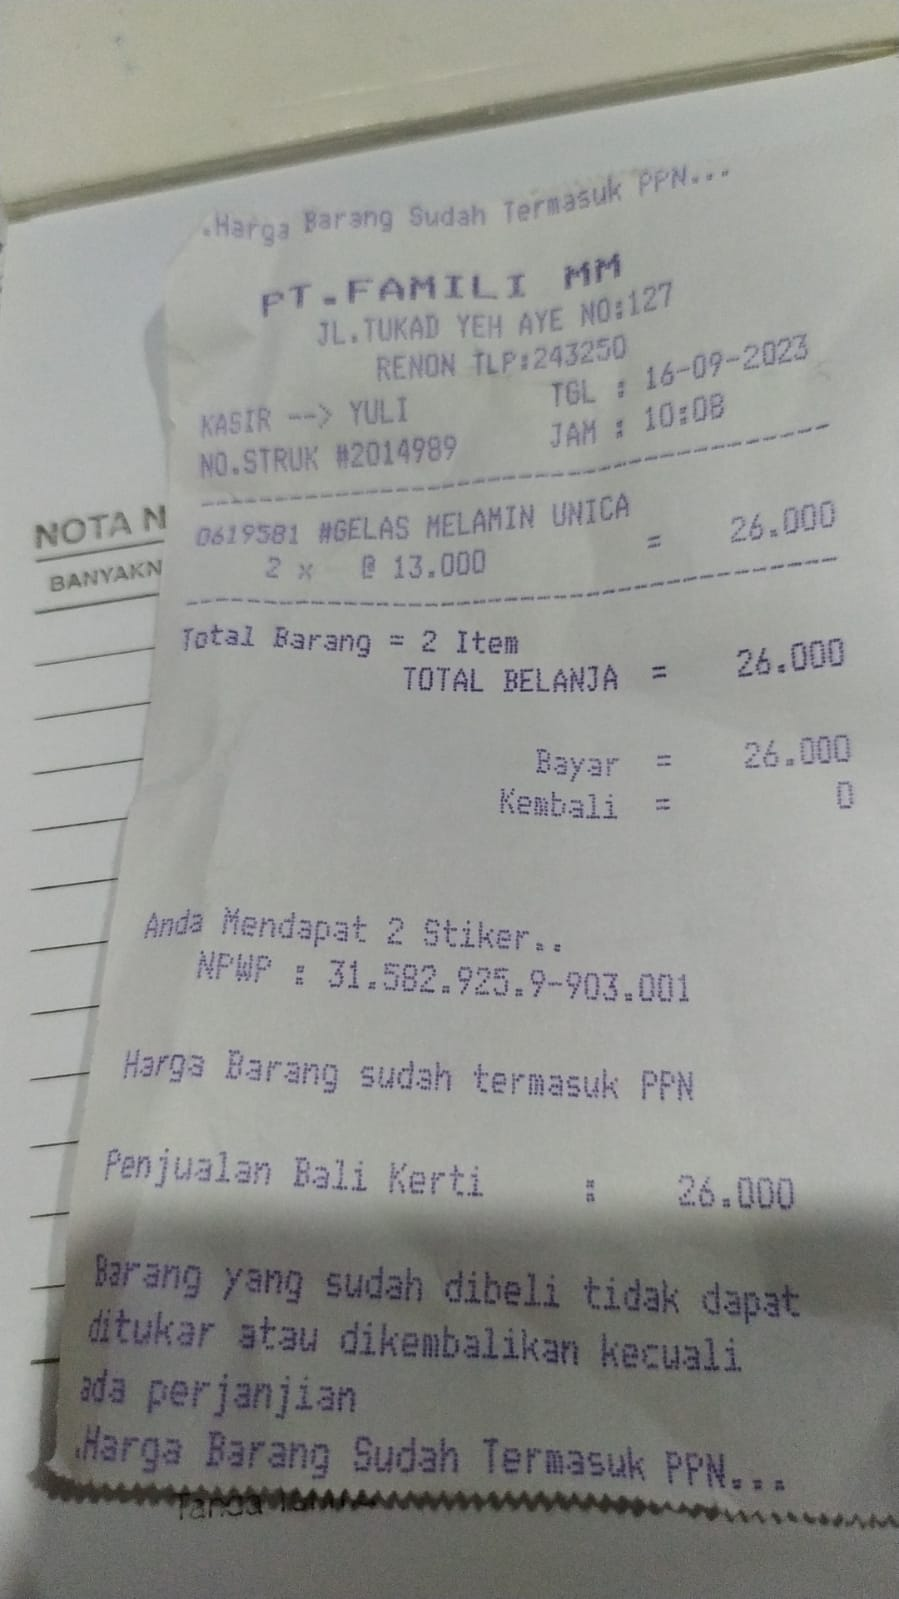 .Harga Barang Sudah Termasuk PPN...
PT.FAMILI MM
JL.TUKAD YEH AYE NO:127
RENON TLP:243250
KASIR --> YULI TGL : 16-09-2023
NO.STRUK #2014989 JAM : 10:08
0619581 #GELAS MELAMIN UNICA
2 x @ 13.000 = 26.000
Total Barang = 2 Item
TOTAL BELANJA = 26.000
Bayar = 26.000
Kembali = 0
Anda Mendapat 2 Stiker..
NPWP : 31.582.925.9-903.001
Harga Barang sudah termasuk PPN
Penjualan Bali Kerti : 26.000
Barang yang sudah dibeli tidak dapat
ditukar atau dikembalikan kecuali
ada perjanjian
.Harga Barang Sudah Termasuk PPN...
NOTA N
BANYAKN